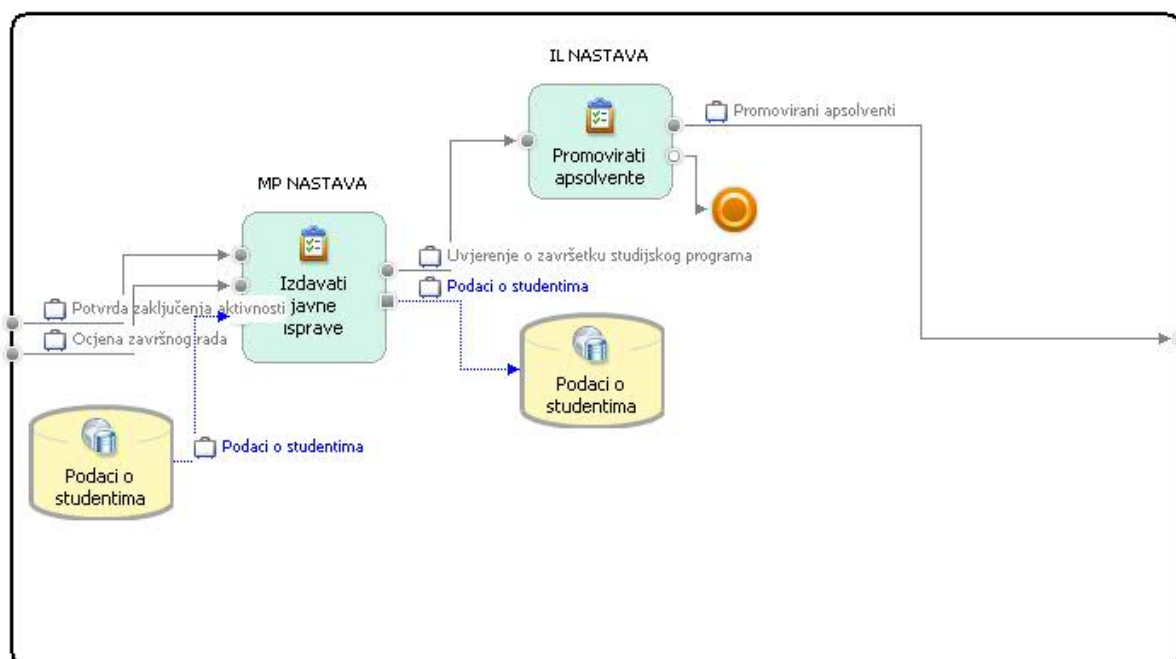 IL NASTAVA
Promovirani apsolventi
Promovirati
apsolvente
MP NASTAVA
Uvjerenje o završetku studijskog programa
Izdavati
javne
isprave
Podaci o studentima
Potvrda zaključenja aktivnosti
Ocjena završnog rada
Podaci o
studentima
Podaci o studentima
Podaci o
studentima